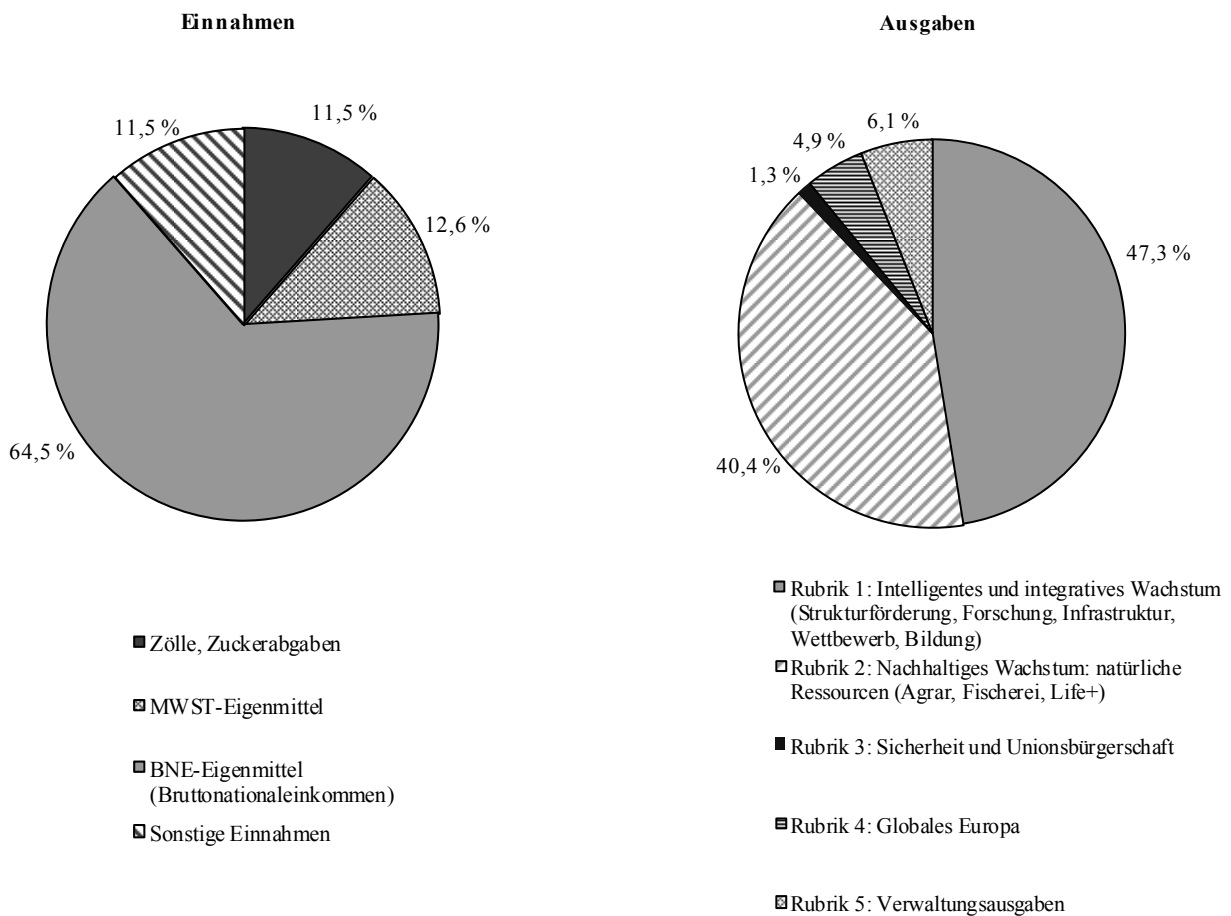 Einnahmen
11,5 %
11,5 %
12,6 %
64,5 %
Zölle, Zuckerabgaben
MWST-Eigenmittel
BNE-Eigenmittel
(Bruttonationaleinkommen)
Sonstige Einnahmen
Ausgaben
6,1 %
4,9 %
1,3 %
47,3 %
40,4 %
Rubrik 1: Intelligentes und integratives Wachstum
(Strukturförderung, Forschung, Infrastruktur,
Wettbewerb, Bildung)
Rubrik 2: Nachhaltiges Wachstum: natürliche
Ressourcen (Agrar, Fischerei, Life+)
Rubrik 3: Sicherheit und Unionsbürgerschaft
Rubrik 4: Globales Europa
Rubrik 5: Verwaltungsausgaben